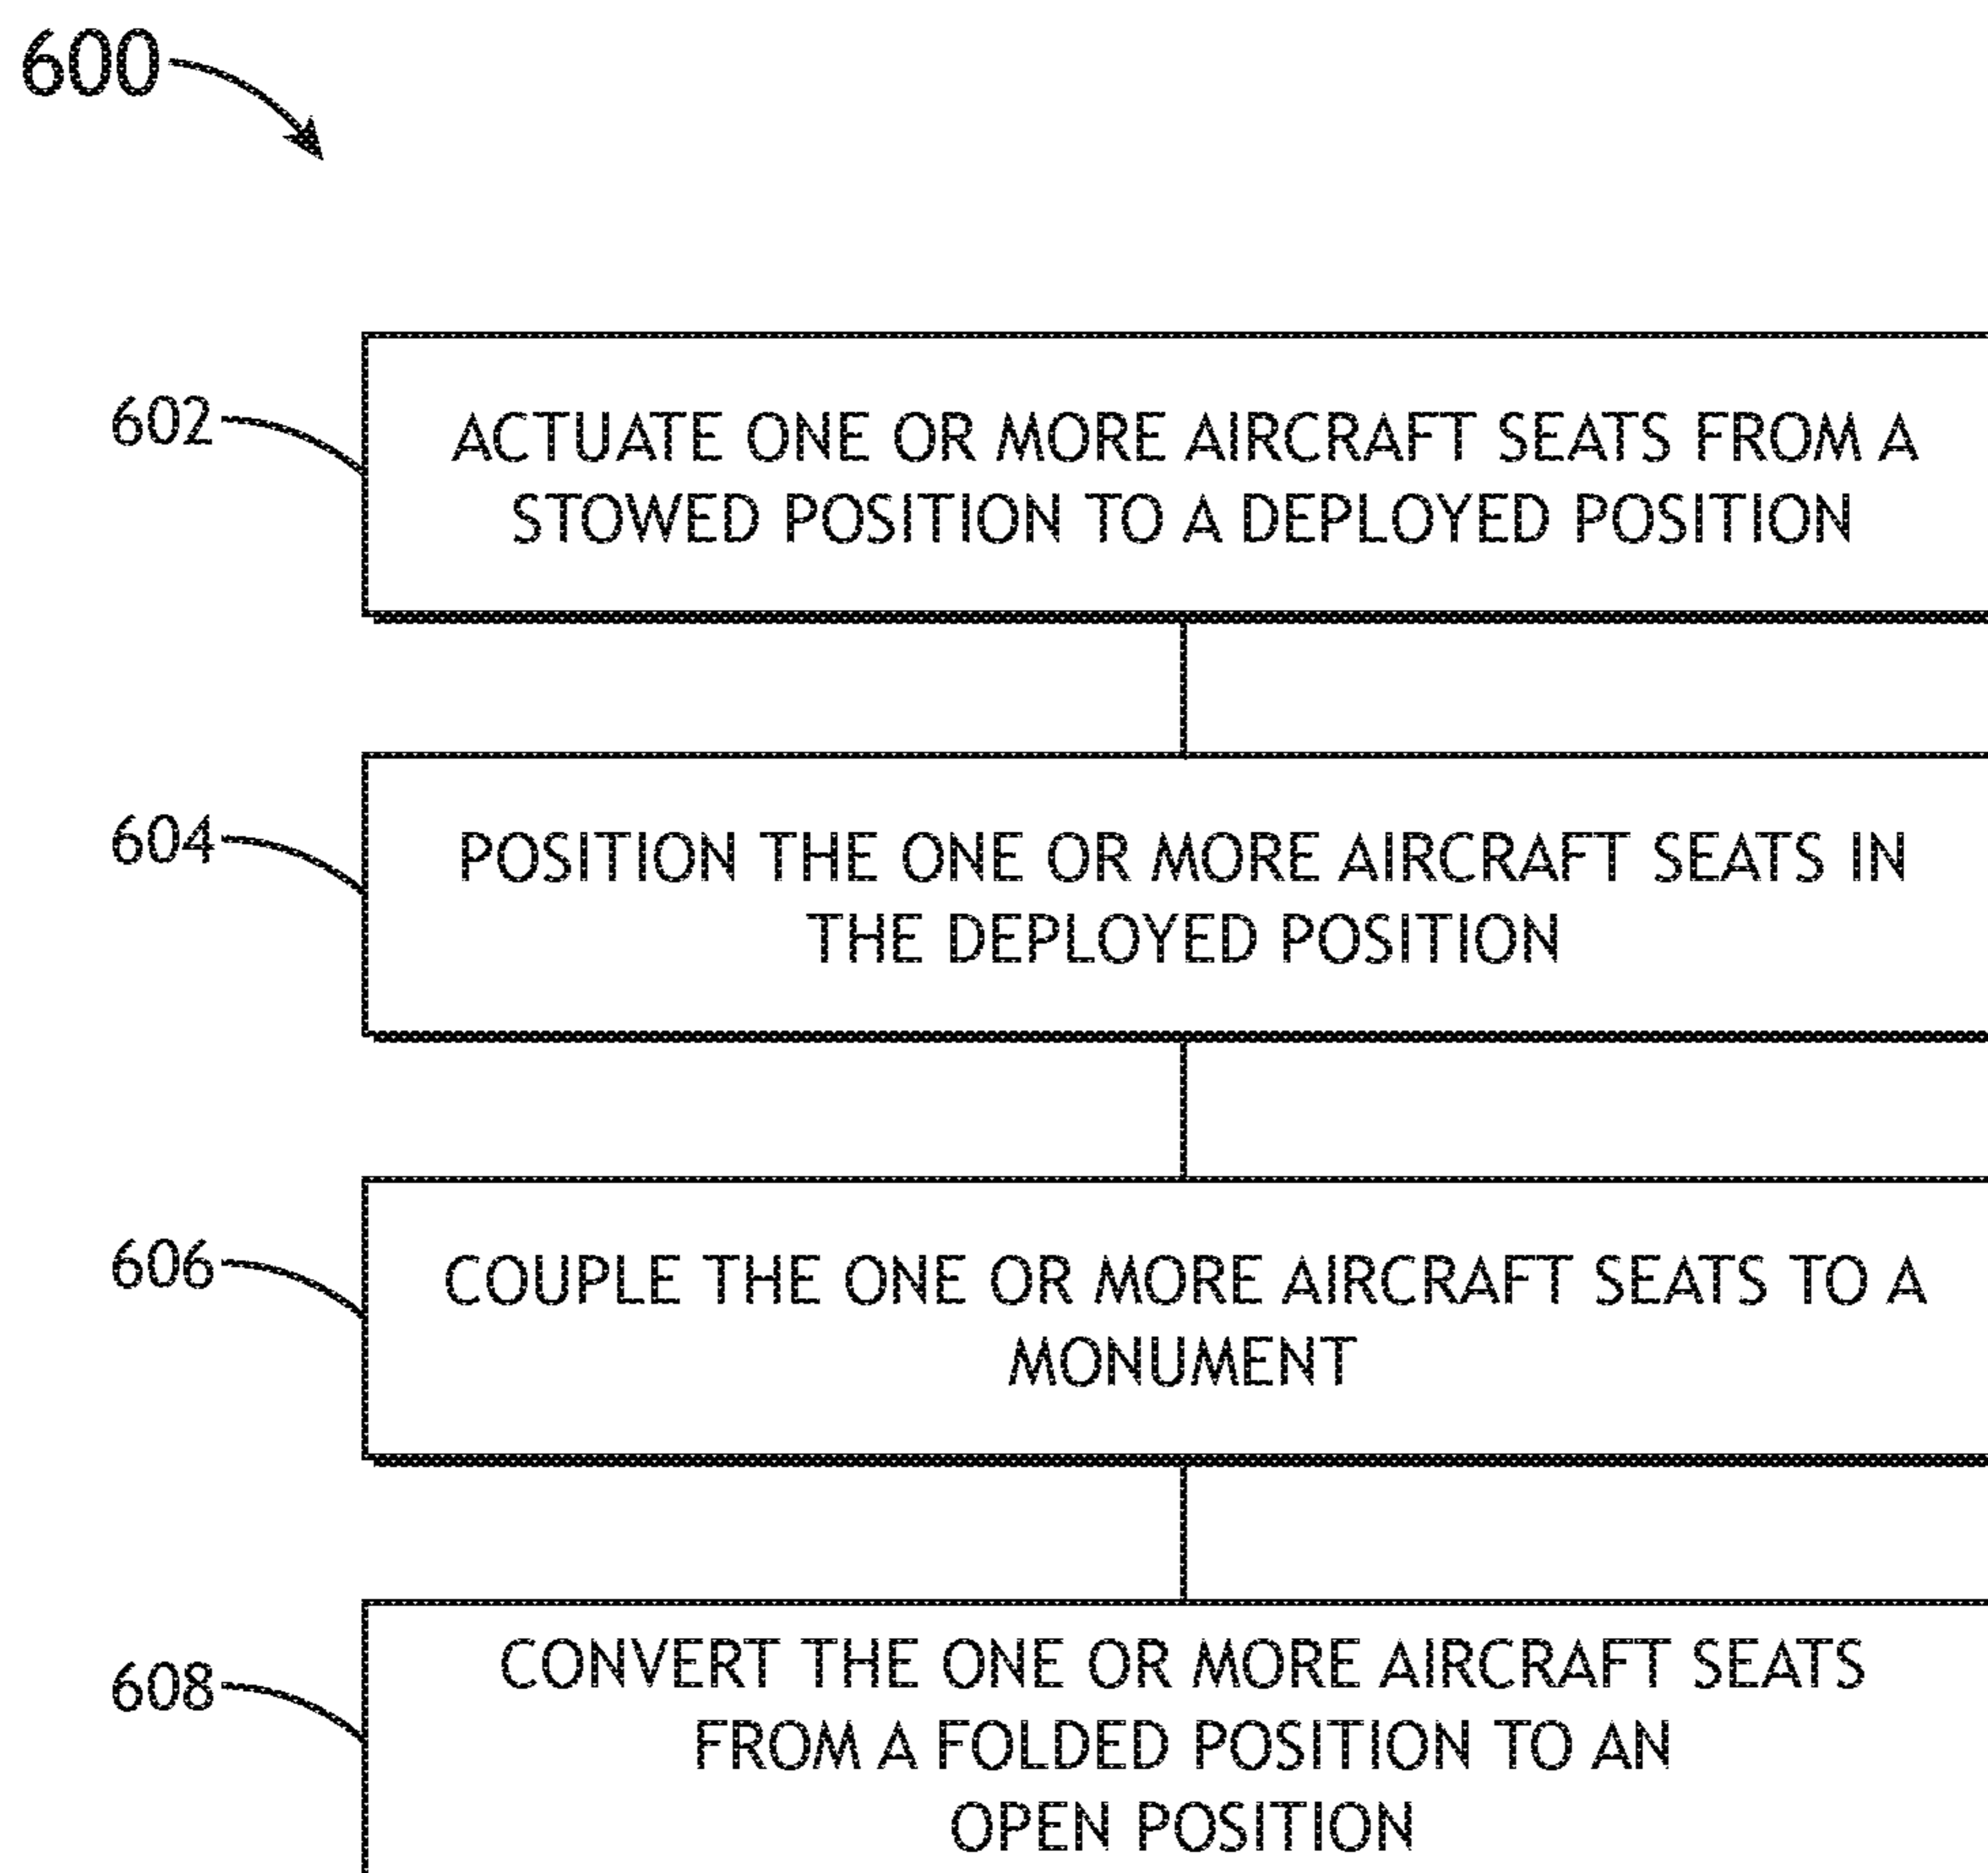 600
602
ACTUATE ONE OR MORE AIRCRAFT SEATS FROM A
STOWED POSITION TO A DEPLOYED POSITION
604
POSITION THE ONE OR MORE AIRCRAFT SEATS IN
THE DEPLOYED POSITION
606
COUPLE THE ONE OR MORE AIRCRAFT SEATS TO A
MONUMENT
608
CONVERT THE ONE OR MORE AIRCRAFT SEATS
FROM A FOLDED POSITION TO AN
OPEN POSITION